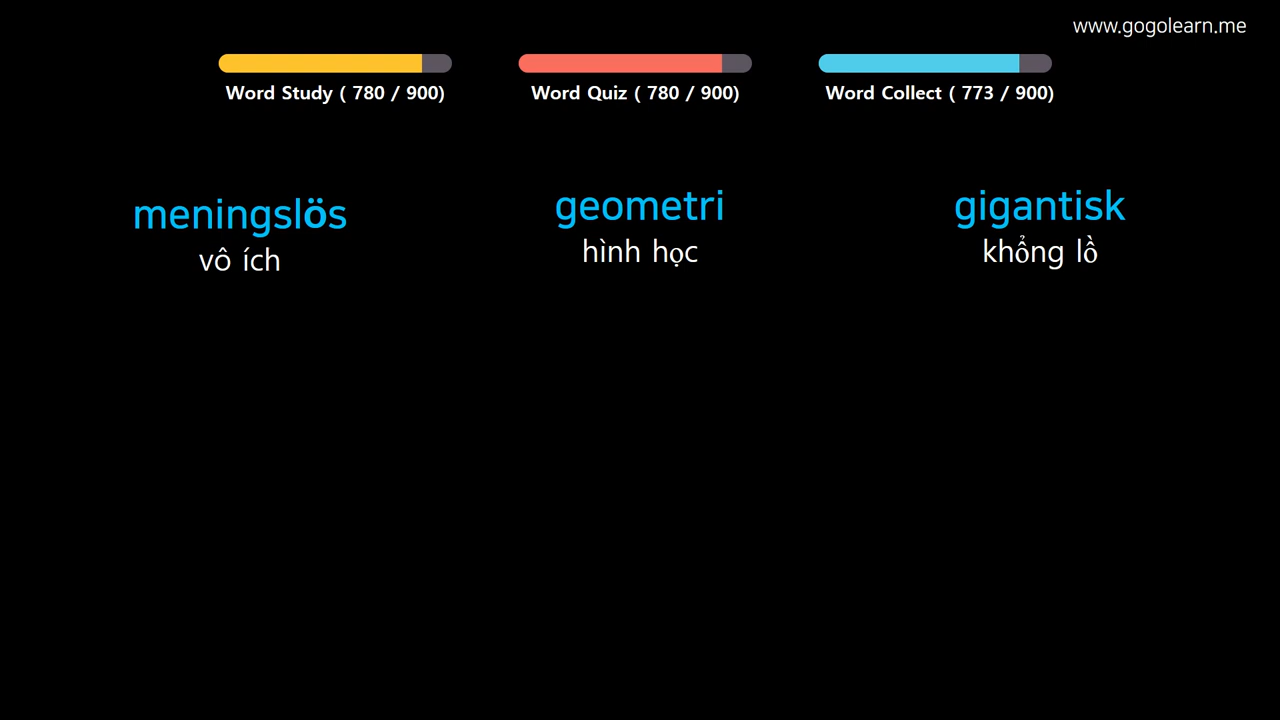 www.gogolearn.me
Word Study ( 780 / 900)
Word Quiz ( 780 / 900)
Word Collect ( 773 / 900)
meningslös
vô ích
geometri
hình học
gigantisk
khổng lồ